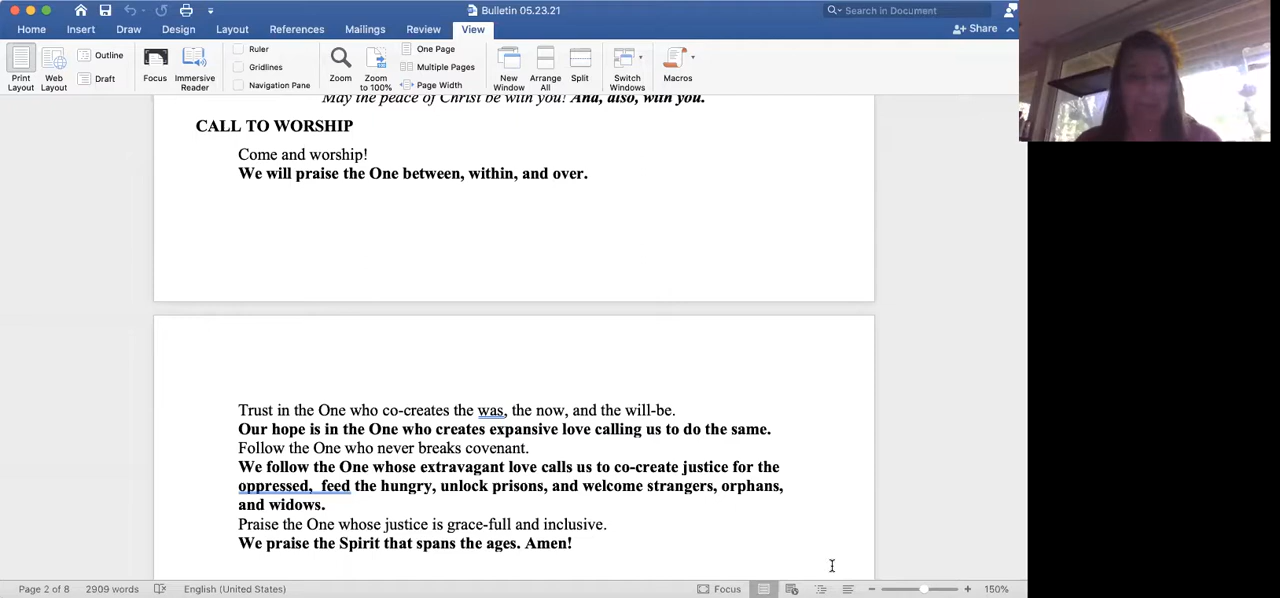 Bulletin 05.23.21
Search in Document
Home Insert Draw Design Layout References Mailings Review View Share
Print Layout
Web Layout
Outline
Draft
Focus
Immersive Reader
Ruler
Gridlines
Navigation Pane
Zoom
Zoom to 100%
One Page
Multiple Pages
Page Width
New Window
Arrange All
Split
Switch Windows
Macros
May the peace of Christ be with you! And, also, with you.
CALL TO WORSHIP
Come and worship!
We will praise the One between, within, and over.
Trust in the One who co-creates the was, the now, and the will-be.
Our hope is in the One who creates expansive love calling us to do the same.
Follow the One who never breaks covenant.
We follow the One whose extravagant love calls us to co-create justice for the
oppressed,  feed the hungry, unlock prisons, and welcome strangers, orphans,
and widows.
Praise the One whose justice is grace-full and inclusive.
We praise the Spirit that spans the ages. Amen!
Page 2 of 8 2909 words English (United States) Focus 150%